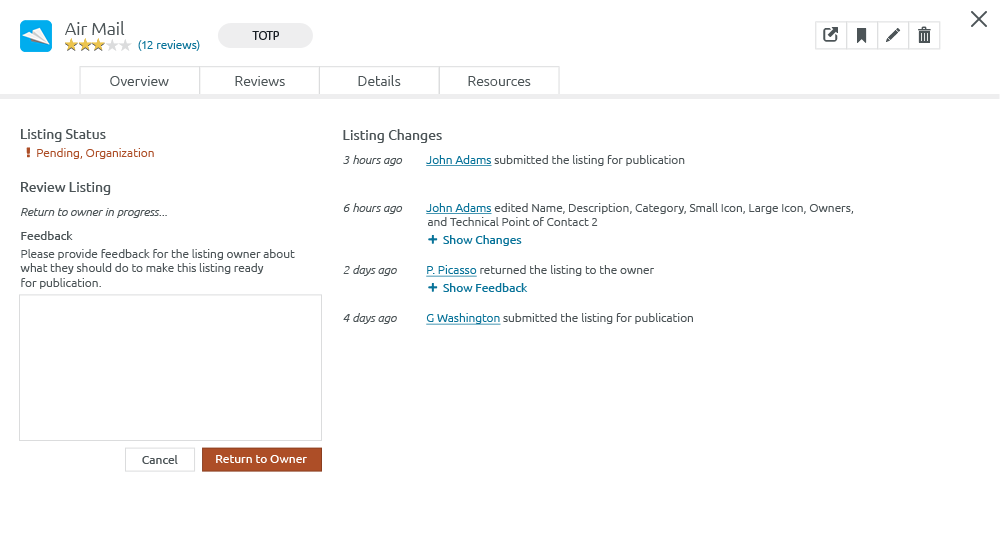 Air Mail
(12 reviews)
TOTP
Overview
Reviews
Details
Resources
Listing Status
! Pending, Organization
Review Listing
Return to owner in progress...
Feedback
Please provide feedback for the listing owner about
what they should do to make this listing ready
for publication.
Cancel
Return to Owner
Listing Changes
3 hours ago
John Adams submitted the listing for publication
6 hours ago
John Adams edited Name, Description, Category, Small Icon, Large Icon, Owners,
and Technical Point of Contact 2
+ Show Changes
2 days ago
P. Picasso returned the listing to the owner
+ Show Feedback
4 days ago
G Washington submitted the listing for publication